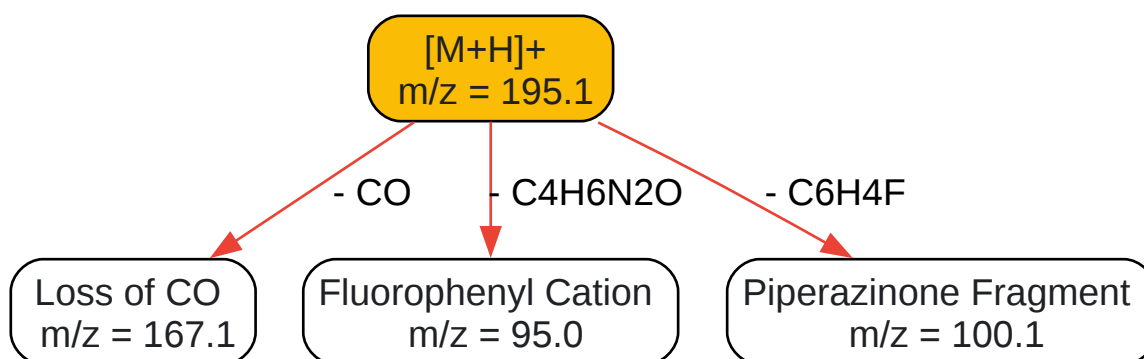 [M+H]+
m/z = 195.1
- CO
- C4H6N2O
- C6H4F
Loss of CO
m/z = 167.1
Fluorophenyl Cation
m/z = 95.0
Piperazinone Fragment
m/z = 100.1